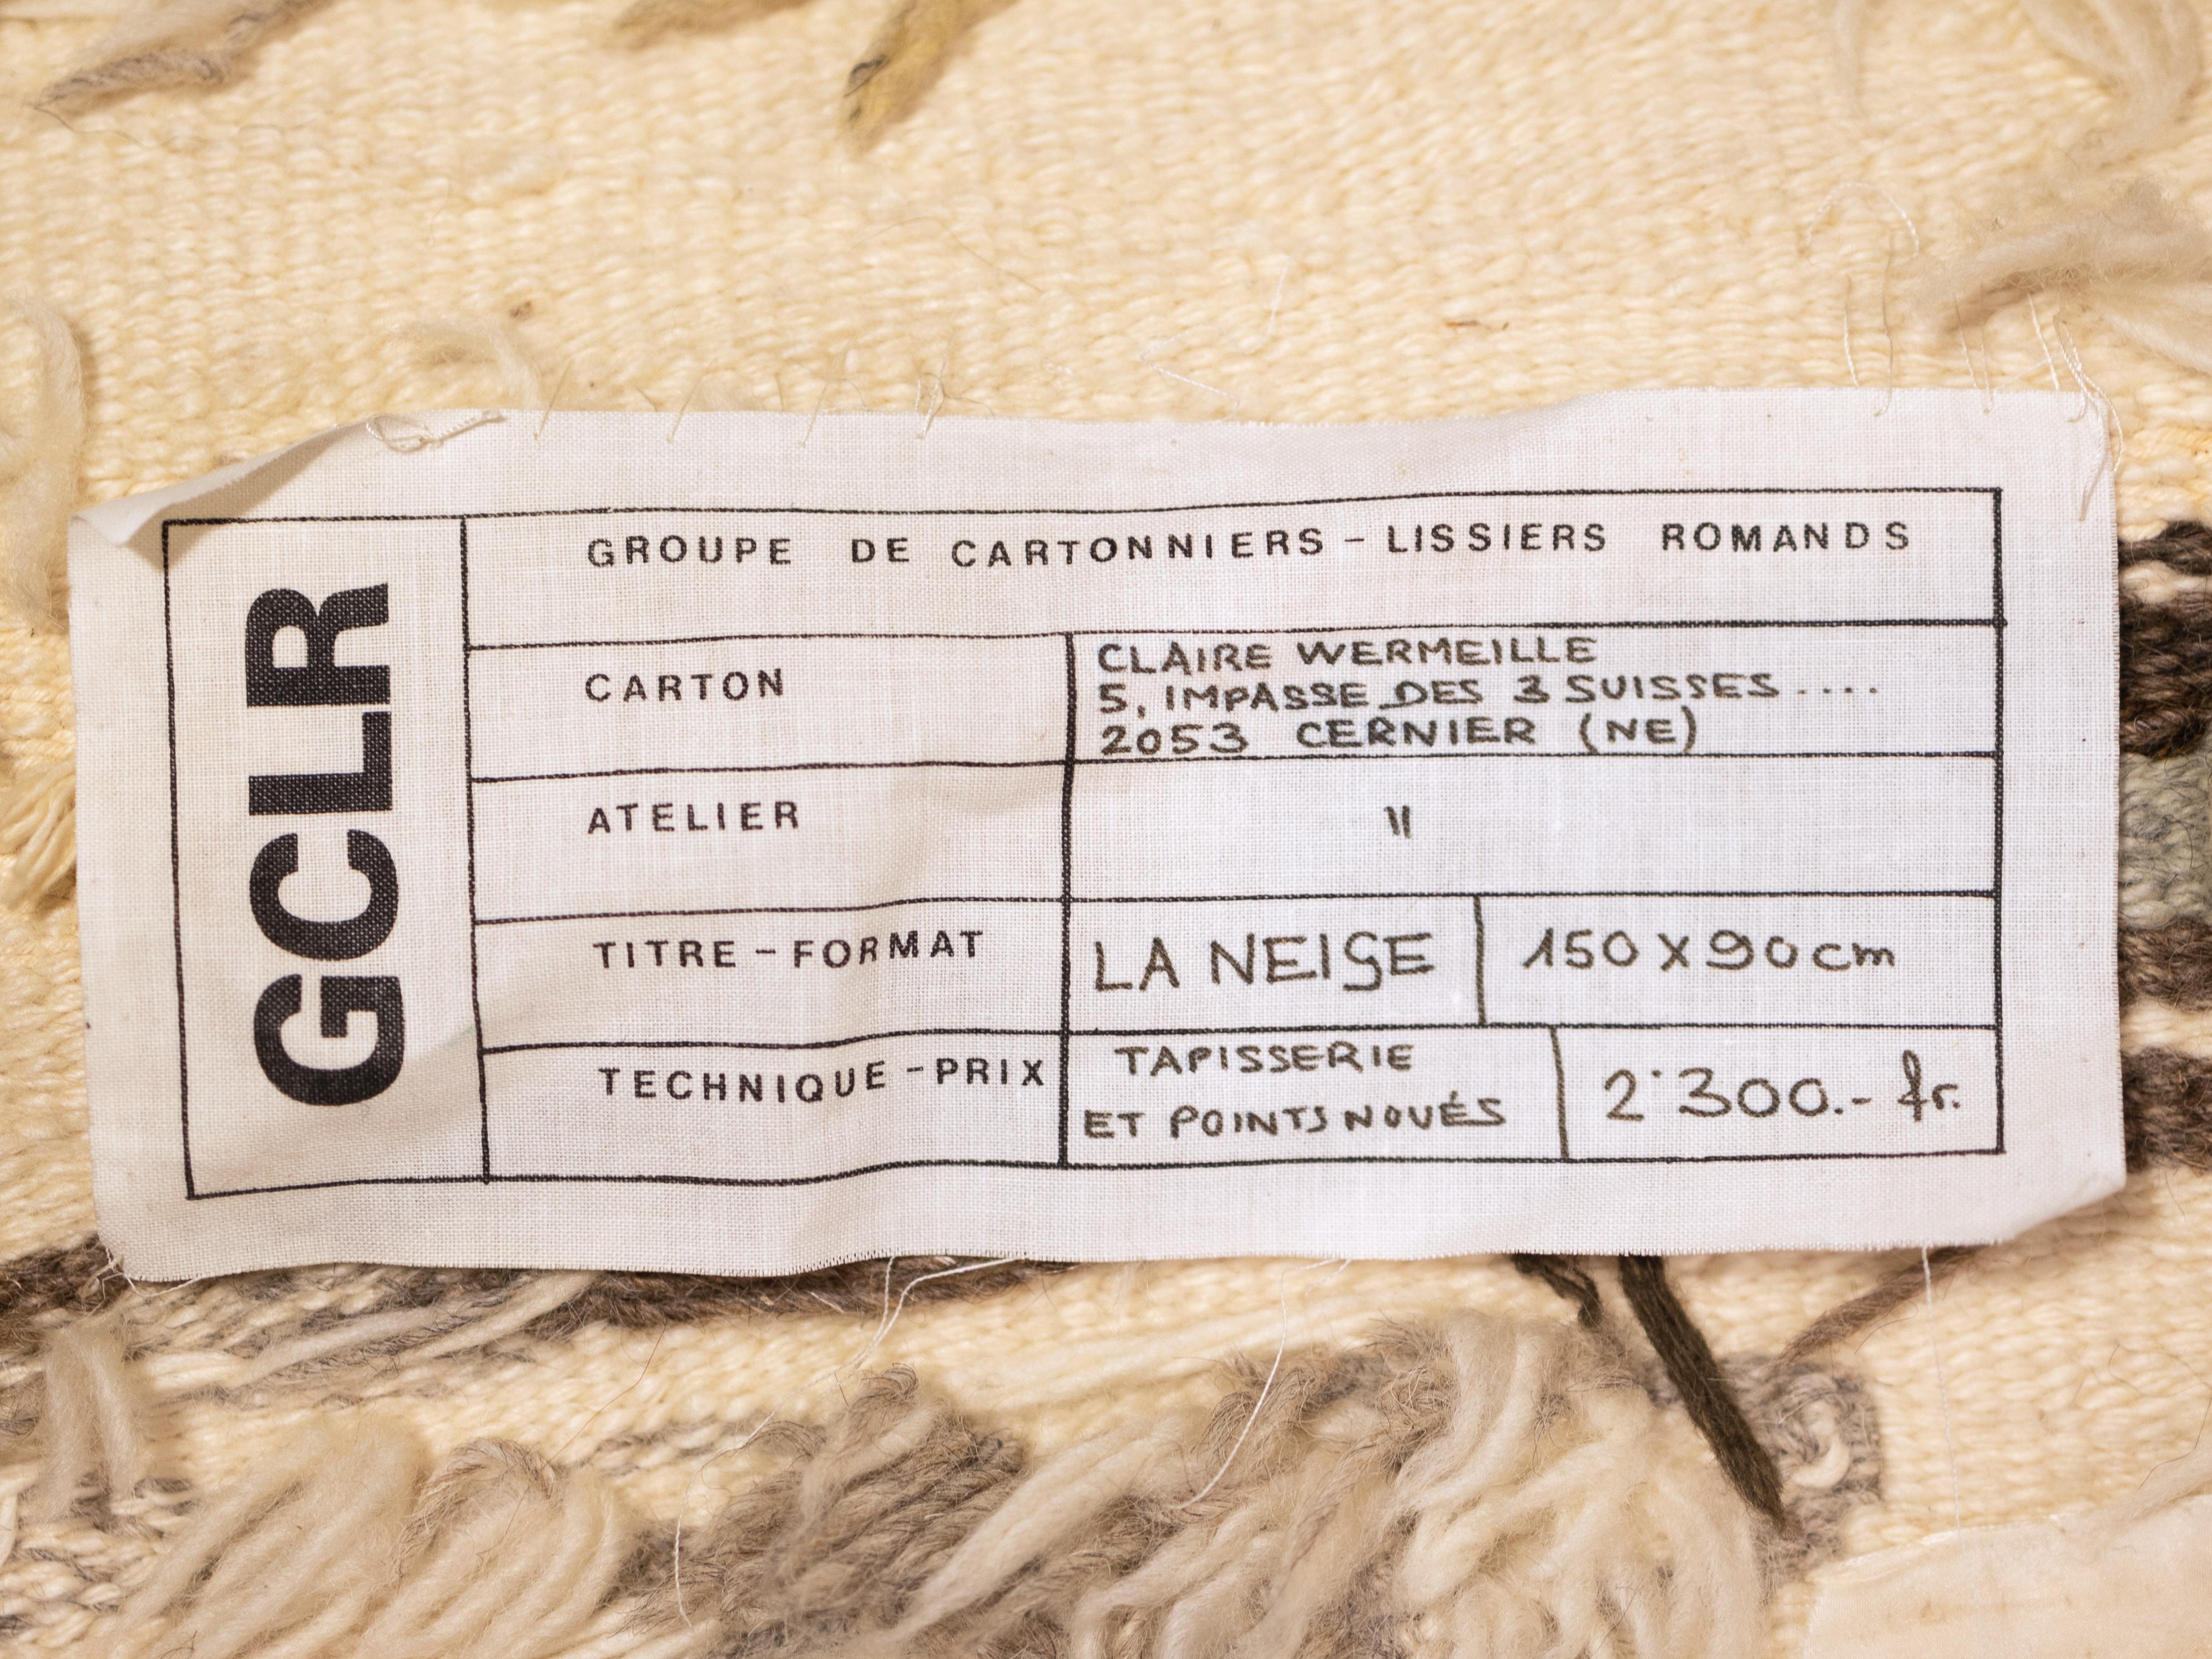 GCLR
GROUPE DE CARTONNIERS - LISSIERS ROMANDS
CARTON
CLAIRE WERMEILLE
5, IMPASSE DES 3 SUISSES ....
2053 CERNIER (NE)
ATELIER
"
TITRE - FORMAT
LA NEIGE
150 x 90 cm
TECHNIQUE - PRIX
TAPISSERIE
ET POINTS NOUÉS
2'300.- fr.